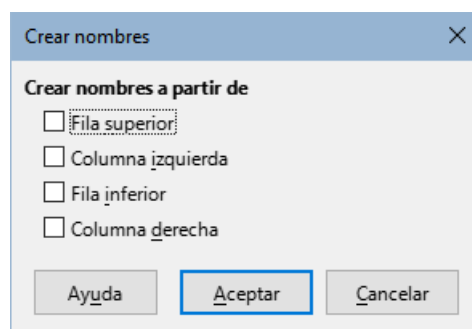 Crear nombres
Crear nombres a partir de
Fila superior
Columna izquierda
Fila inferior
Columna derecha
Ayuda Aceptar Cancelar